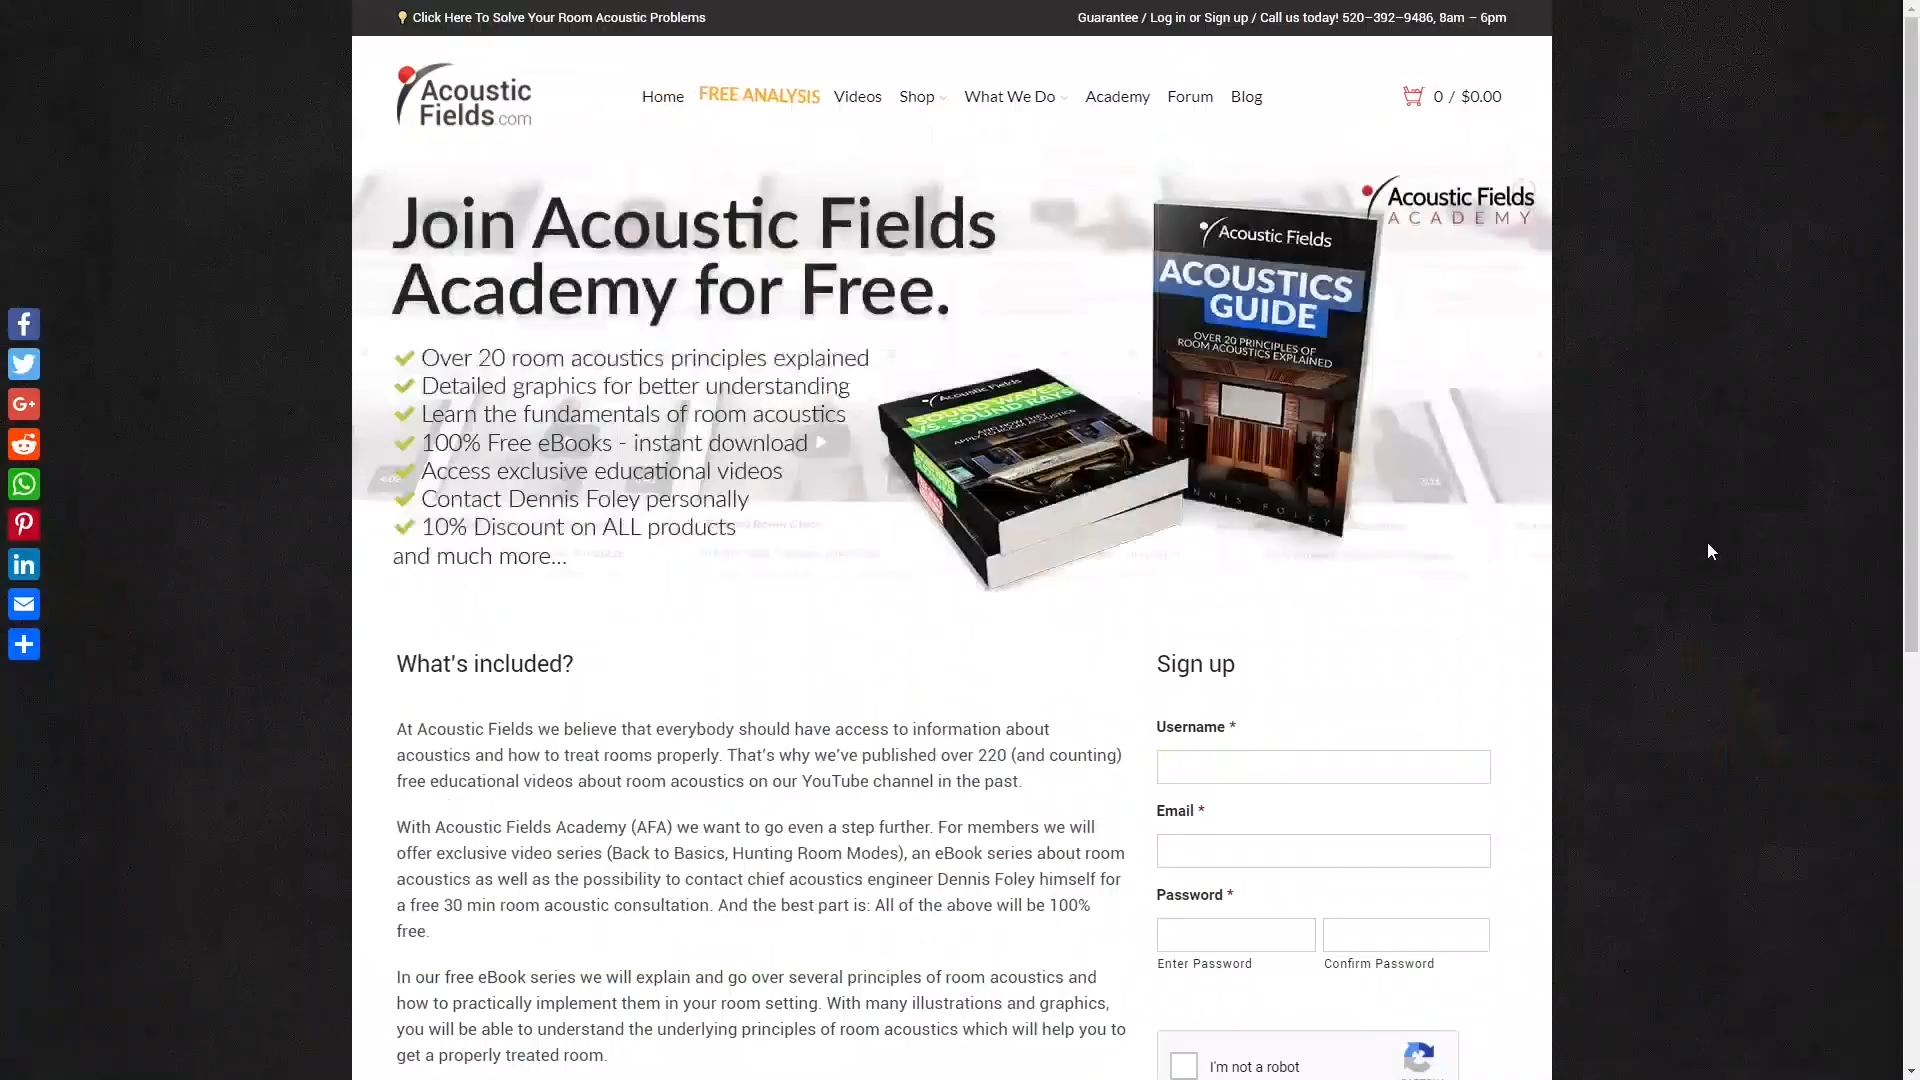 Click Here To Solve Your Room Acoustic Problems
Guarantee / Log in or Sign up / Call us today! 520–392–9486, 8am – 6pm
Acoustic
Fields.com
Home
FREE ANALYSIS
Videos
Shop
What We Do
Academy
Forum
Blog
0 / $0.00
Join Acoustic Fields
Academy for Free.
Over 20 room acoustics principles explained
Detailed graphics for better understanding
Learn the fundamentals of room acoustics
100% Free eBooks - instant download
Access exclusive educational videos
Contact Dennis Foley personally
10% Discount on ALL products
and much more...
Acoustic Fields
ACADEMY
Acoustic Fields
ACOUSTICS
GUIDE
OVER 20 PRINCIPLES OF
ROOM ACOUSTICS EXPLAINED
Acoustic Fields
SOUND WAVES
VS. SOUND RAYS
AND HOW THEY
APPLY TO ROOM ACOUSTICS
What's included?
At Acoustic Fields we believe that everybody should have access to information about
acoustics and how to treat rooms properly. That's why we've published over 220 (and counting)
free educational videos about room acoustics on our YouTube channel in the past.
With Acoustic Fields Academy (AFA) we want to go even a step further. For members we will
offer exclusive video series (Back to Basics, Hunting Room Modes), an eBook series about room
acoustics as well as the possibility to contact chief acoustics engineer Dennis Foley himself for
a free 30 min room acoustic consultation. And the best part is: All of the above will be 100%
free.
In our free eBook series we will explain and go over several principles of room acoustics and
how to practically implement them in your room setting. With many illustrations and graphics,
you will be able to understand the underlying principles of room acoustics which will help you to
get a properly treated room.
Sign up
Username *
Email *
Password *
Enter Password
Confirm Password
I'm not a robot